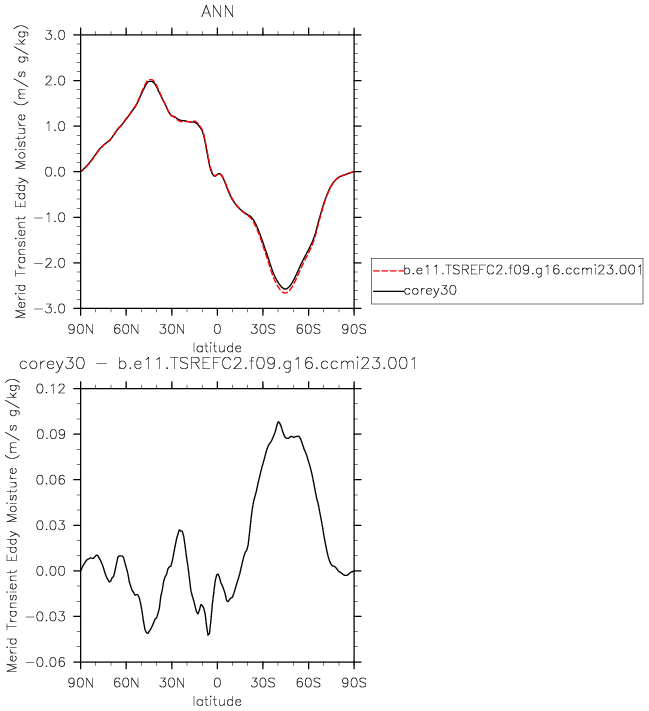 ANN
Merid Transient Eddy Moisture (m/s g/kg)
3.0
2.0
1.0
0.0
−1.0
−2.0
−3.0
90N 60N 30N 0 30S 60S 90S
latitude
b.e11.TSREFC2.f09.g16.ccmi23.001
corey30
corey30 − b.e11.TSREFC2.f09.g16.ccmi23.001
Merid Transient Eddy Moisture (m/s g/kg)
0.12
0.09
0.06
0.03
0.00
−0.03
−0.06
90N 60N 30N 0 30S 60S 90S
latitude